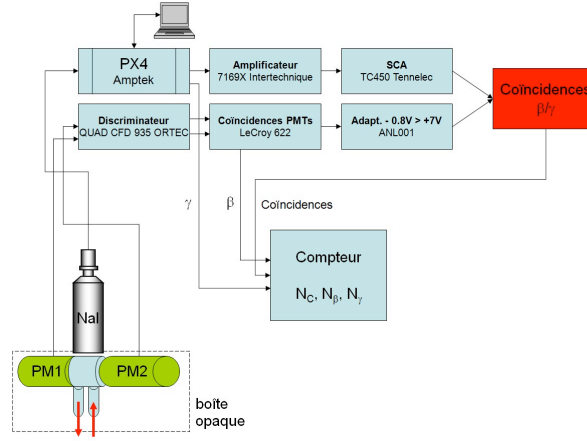 PX4
Amptek
Amplificateur
7169X Intertechnique
SCA
TC450 Tennelec
Coïncidences
β/γ
Discriminateur
QUAD CFD 935 ORTEC
Coïncidences PMTs
LeCroy 622
Adapt. - 0.8V > +7V
ANL001
γ
β
Coïncidences
Compteur
N_C, N_β, N_γ
NaI
PM1
PM2
boîte
opaque